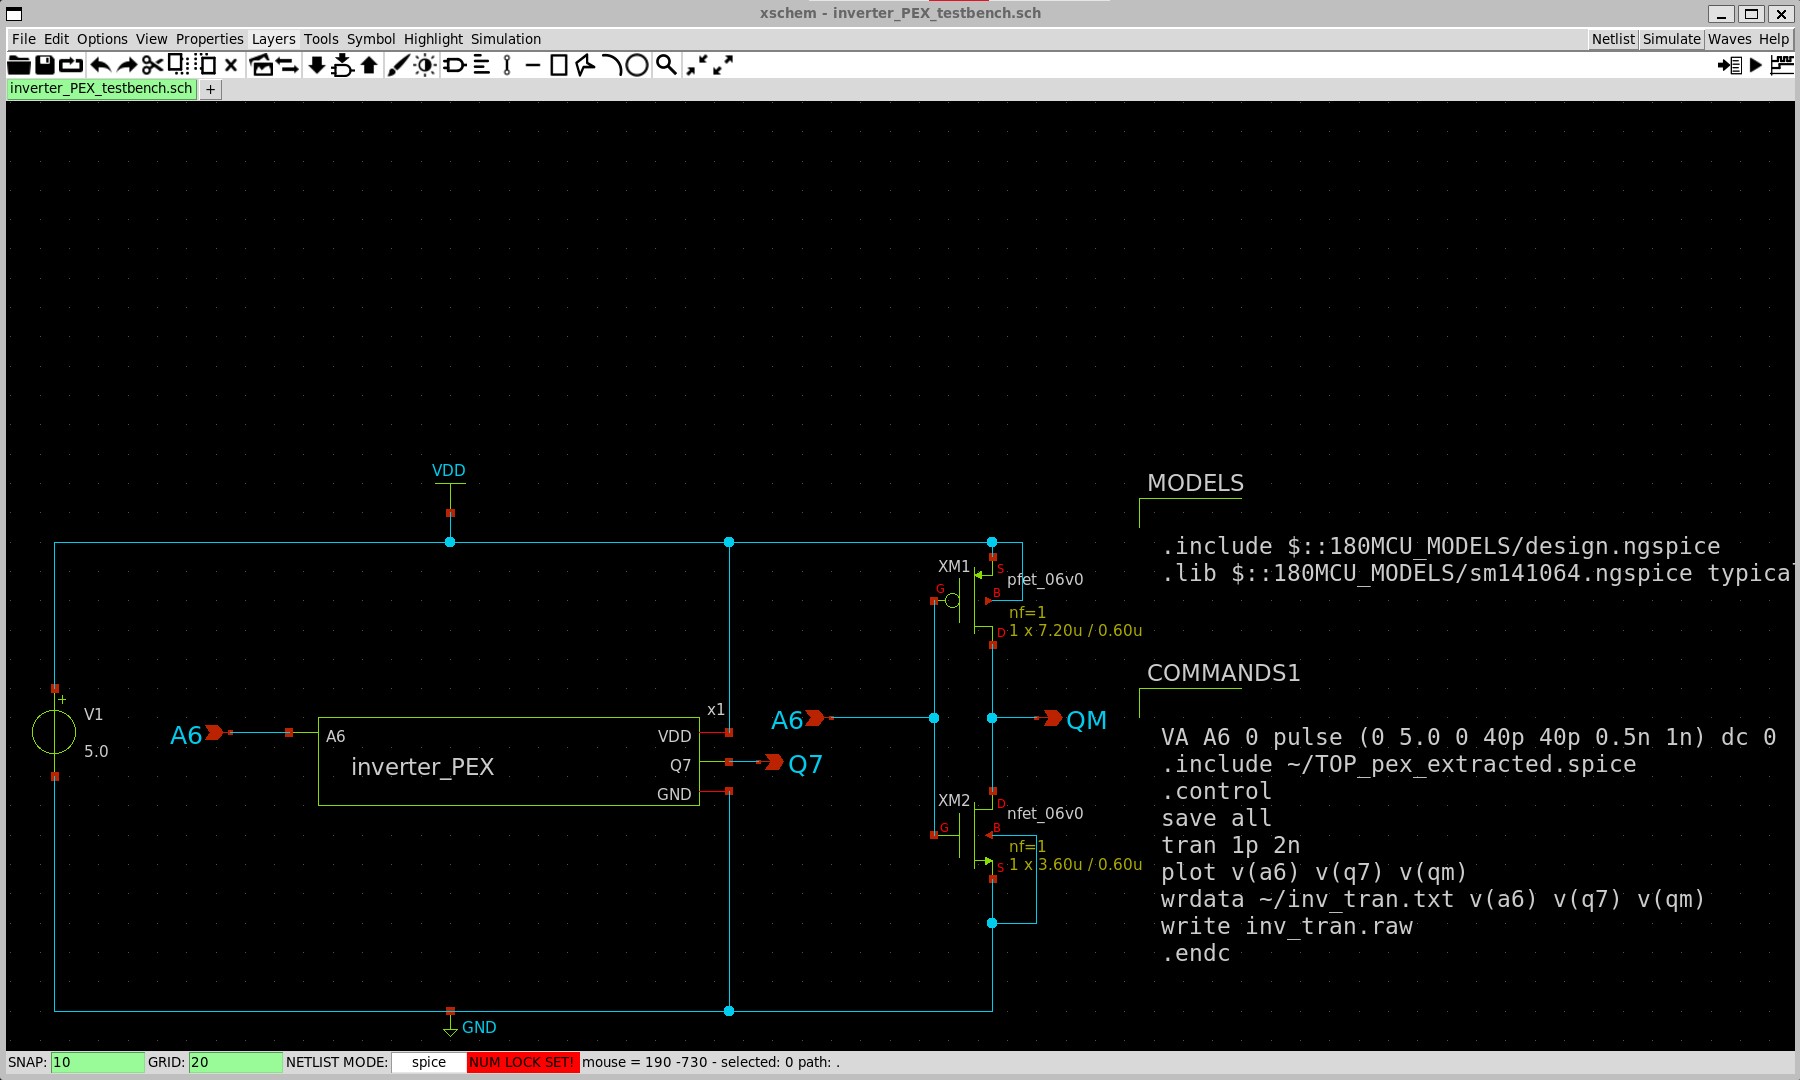 xschem - inverter_PEX_testbench.sch
File Edit Options View Properties Layers Tools Symbol Highlight Simulation Netlist Simulate Waves Help
inverter_PEX_testbench.sch +
VDD
MODELS
.include $::180MCU_MODELS/design.ngspice
.lib $::180MCU_MODELS/sm141064.ngspice typica
XM1
S
pfet_06v0
G
B
nf=1
D
1 x 7.20u / 0.60u
COMMANDS1
VA A6 0 pulse (0 5.0 0 40p 40p 0.5n 1n) dc 0
.include ~/TOP_pex_extracted.spice
.control
save all
tran 1p 2n
plot v(a6) v(q7) v(qm)
wrdata ~/inv_tran.txt v(a6) v(q7) v(qm)
write inv_tran.raw
.endc
+
V1
5.0
A6
A6
inverter_PEX
x1
VDD
Q7
GND
Q7
A6
QM
XM2
D
nfet_06v0
G
B
nf=1
S
1 x 3.60u / 0.60u
GND
SNAP: 10 GRID: 20 NETLIST MODE: spice NUM LOCK SET! mouse = 190 -730 - selected: 0 path: .